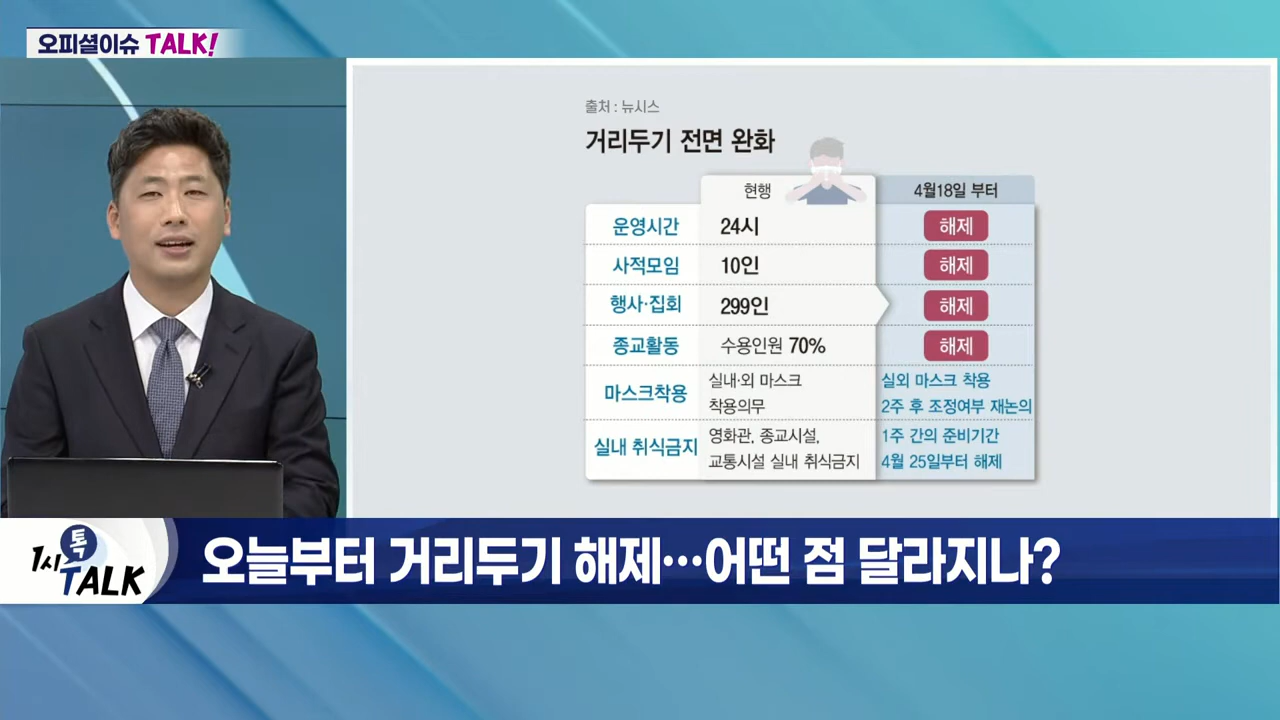 오피셜이슈 TALK!
출처 : 뉴시스
거리두기 전면 완화
현행
4월18일 부터
운영시간 24시 해제
사적모임 10인 해제
행사·집회 299인 해제
종교활동 수용인원 70% 해제
마스크착용
실내·외 마스크
착용의무
실외 마스크 착용
2주 후 조정여부 재논의
실내 취식금지
영화관, 종교시설,
교통시설 실내 취식금지
1주 간의 준비기간
4월 25일부터 해제
1시 톡 TALK
오늘부터 거리두기 해제…어떤 점 달라지나?